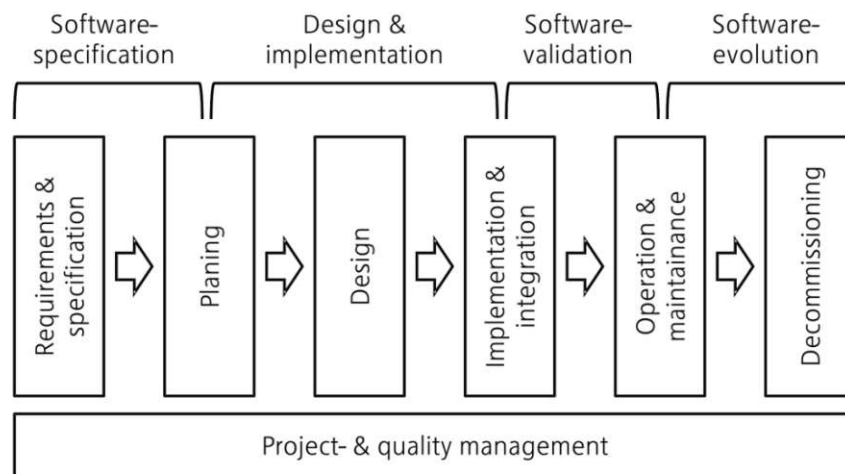 Software-
specification
Design &
implementation
Software-
validation
Software-
evolution
Requirements &
specification
Planing
Design
Implementation &
integration
Operation &
maintainance
Decommissioning
Project- & quality management